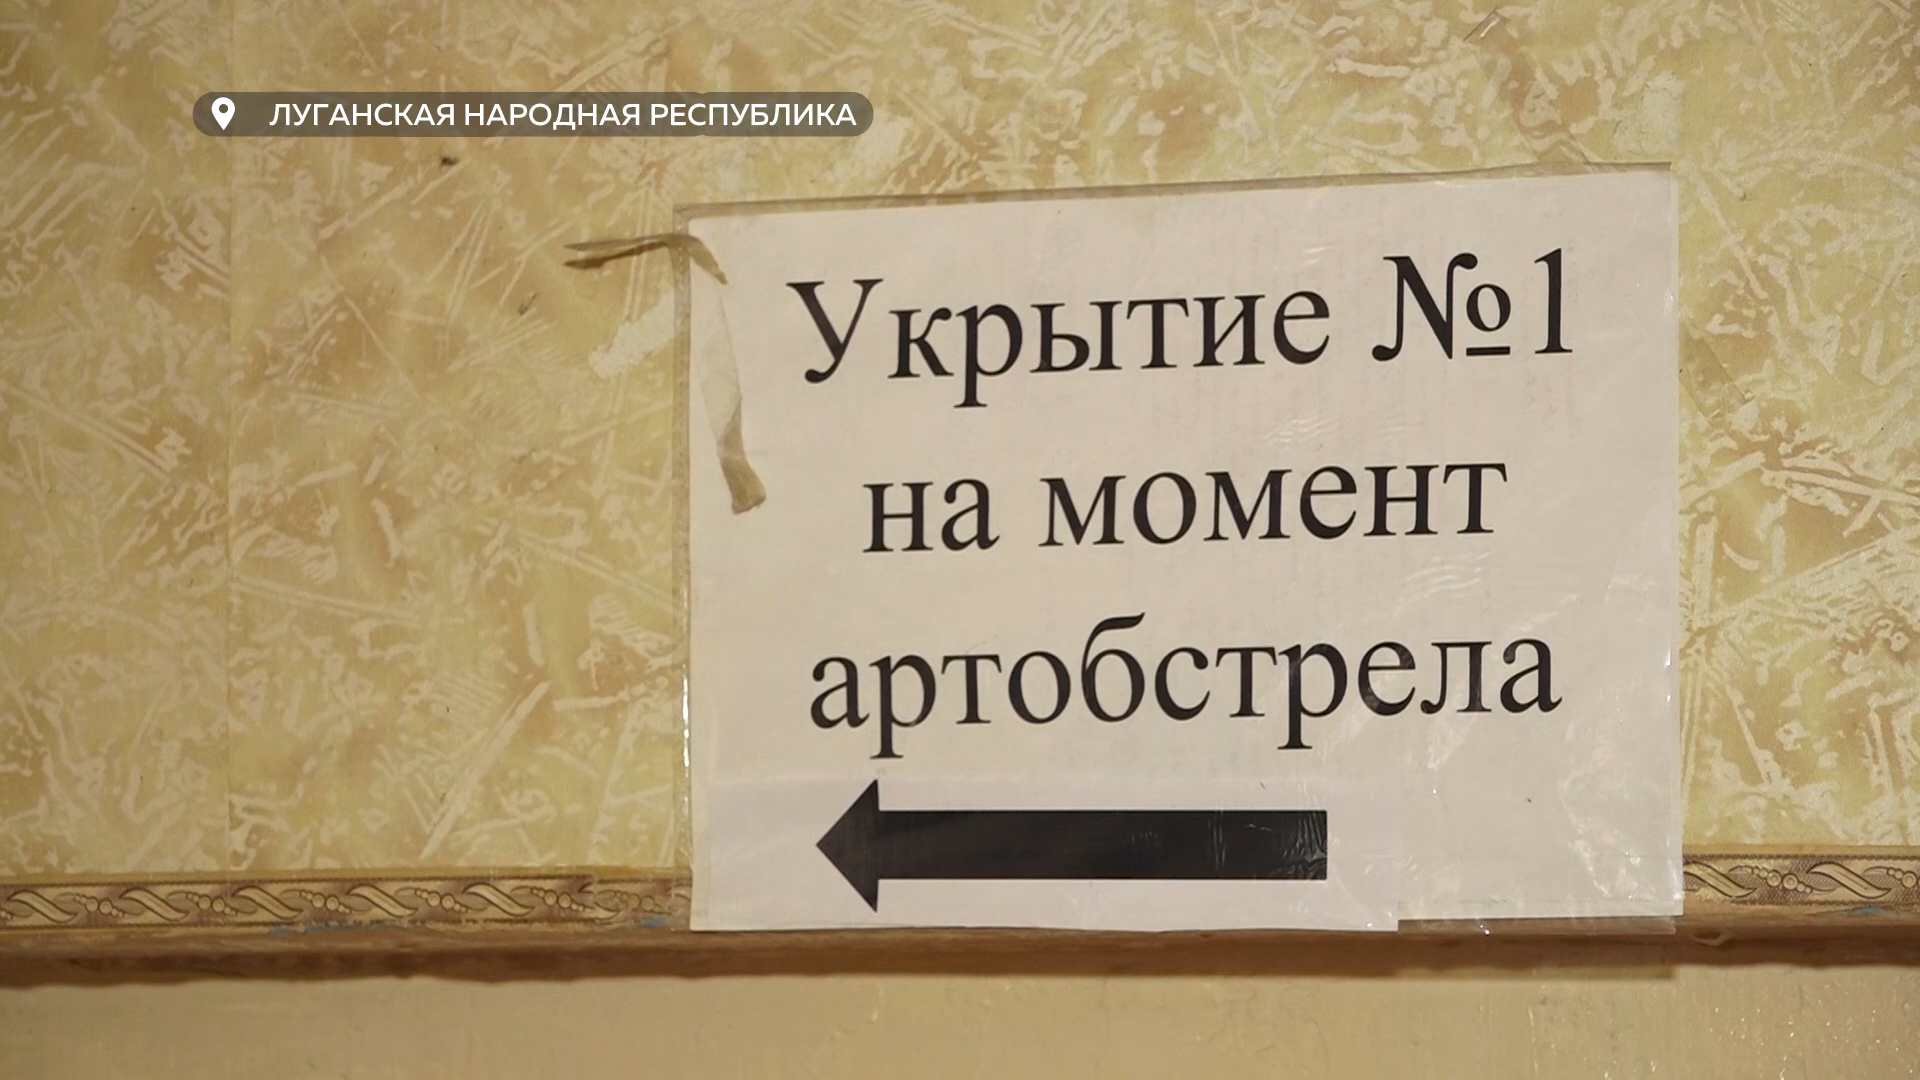 ЛУГАНСКАЯ НАРОДНАЯ РЕСПУБЛИКА
Укрытие №1
на момент
артобстрела